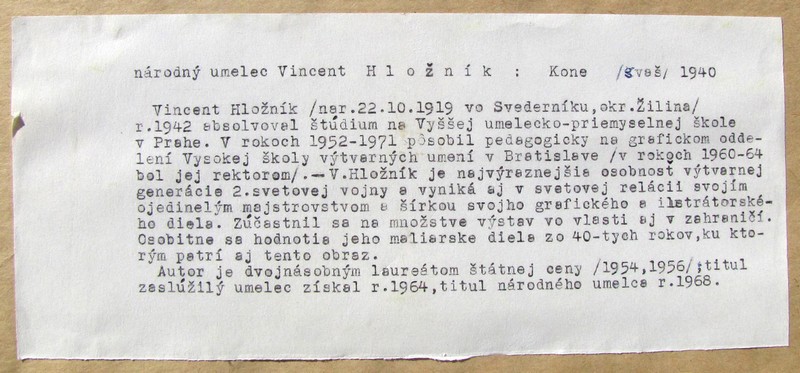 národný umelec Vincent H l o ž n í k : Kone /gvaš/ 1940
Vincent Hložník /nar.22.10.1919 vo Svederníku,okr.Žilina/
r.1942 absolvoval štúdium na Vyššej umelecko-priemyselnej škole
v Prahe. V rokoch 1952-1971 pôsobil pedagogicky na grafickom odde-
lení Vysokej školy výtvarných umení v Bratislave /v rokoch 1960-64
bol jej rektorom/.-V.Hložník je najvýraznejšia osobnost výtvarnej
generácie 2.svetovej vojny a vyniká aj v svetovej relácii svojím
ojedinelým majstrovstvom a šírkou svojho grafického a ilstrátorské-
ho diela. Zúčastnil sa na množstve výstav vo vlasti aj v zahraničí.
Osobitne sa hodnotia jeho maliarske diela zo 40-tych rokov,ku kto-
rým patrí aj tento obraz.
Autor je dvojnásobným laureátom štátnej ceny /1954,1956/;titul
zaslúžilý umelec získal r.1964,titul národného umelca r.1968.